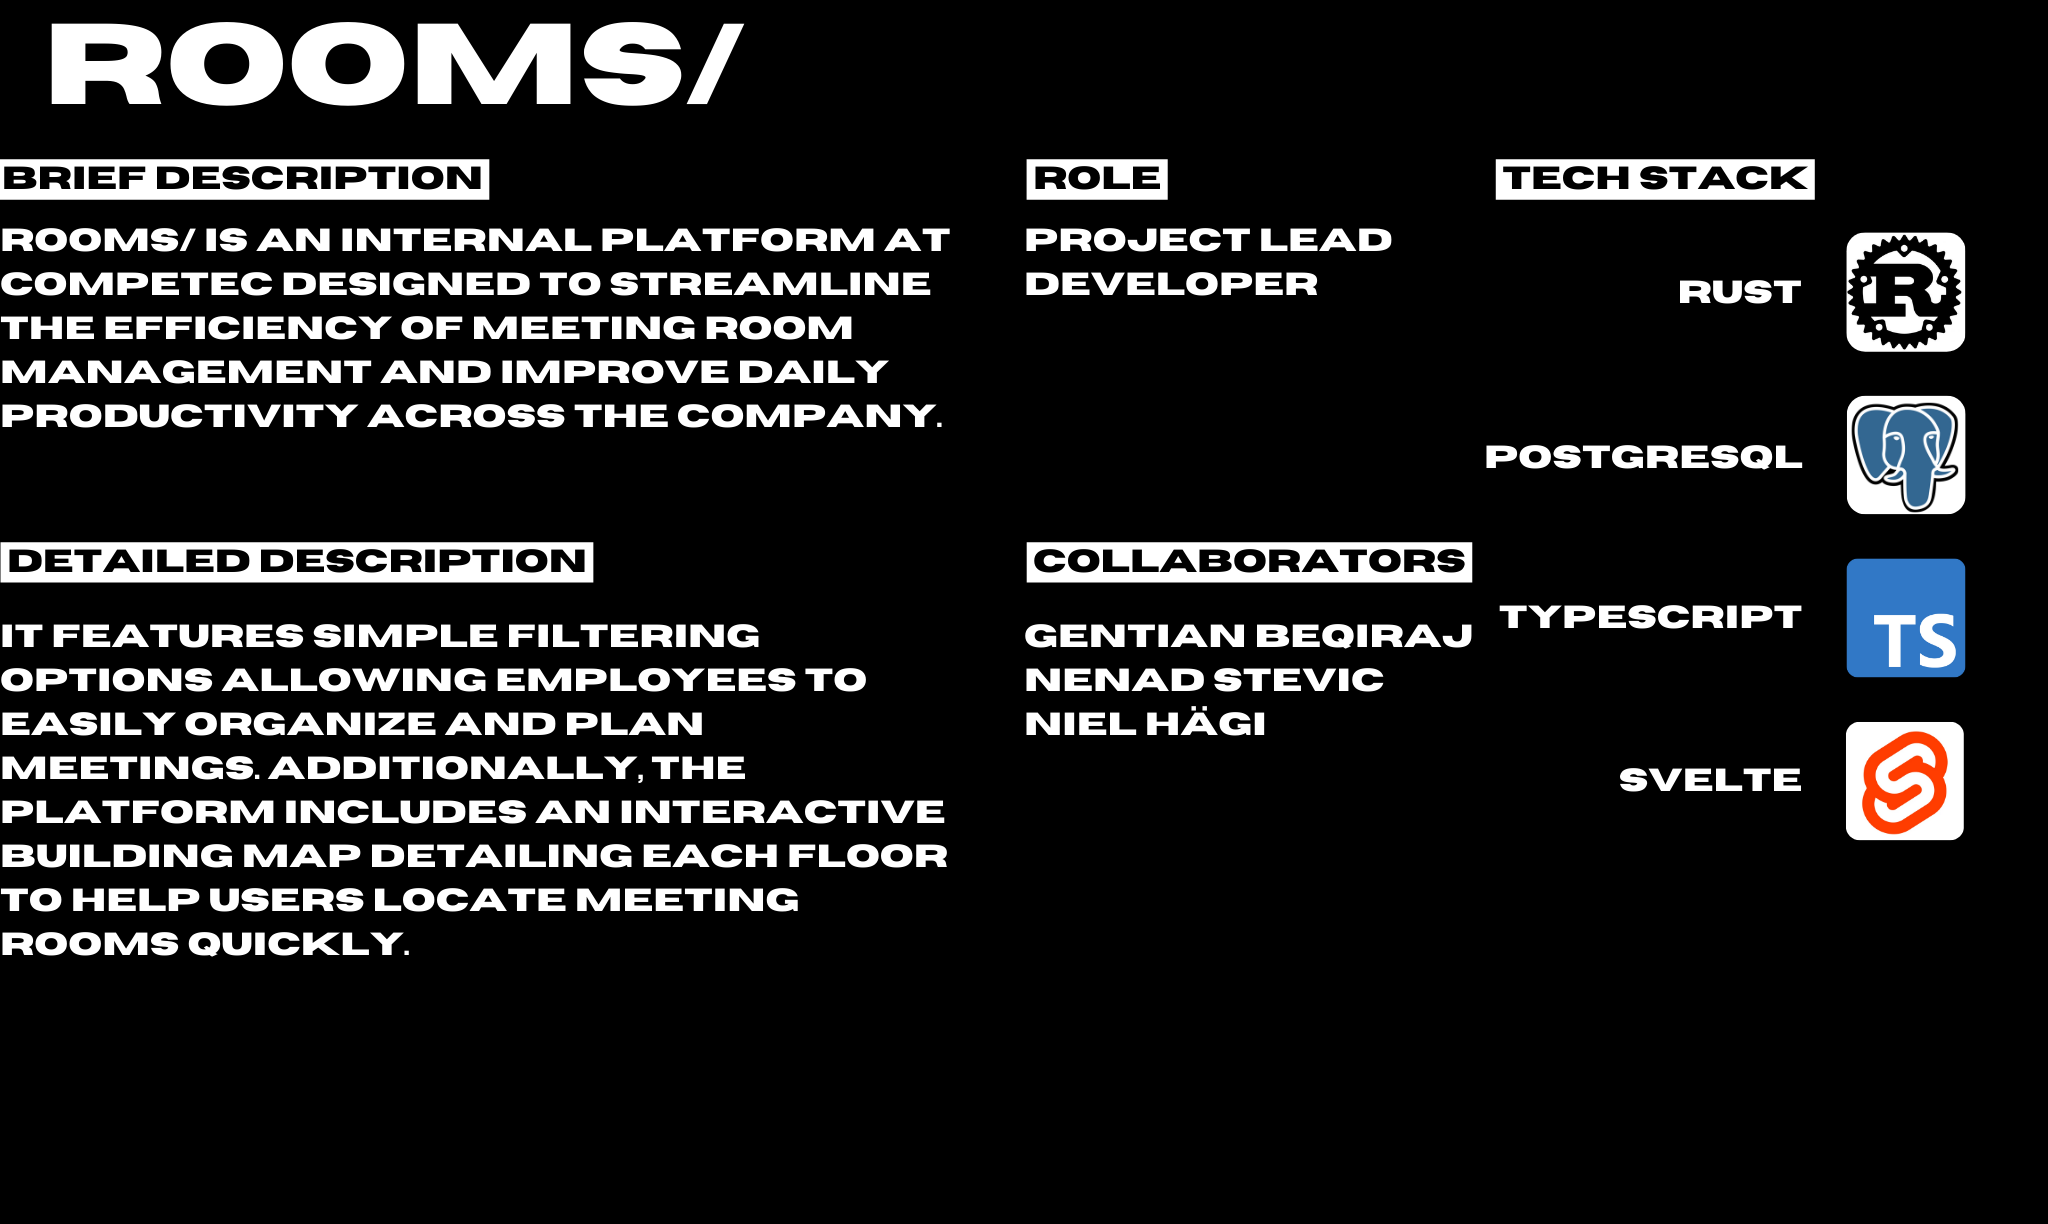 ROOMS/
BRIEF DESCRIPTION
ROOMS/ IS AN INTERNAL PLATFORM AT
COMPETEC DESIGNED TO STREAMLINE
THE EFFICIENCY OF MEETING ROOM
MANAGEMENT AND IMPROVE DAILY
PRODUCTIVITY ACROSS THE COMPANY.
DETAILED DESCRIPTION
IT FEATURES SIMPLE FILTERING
OPTIONS ALLOWING EMPLOYEES TO
EASILY ORGANIZE AND PLAN
MEETINGS. ADDITIONALLY, THE
PLATFORM INCLUDES AN INTERACTIVE
BUILDING MAP DETAILING EACH FLOOR
TO HELP USERS LOCATE MEETING
ROOMS QUICKLY.
ROLE
PROJECT LEAD
DEVELOPER
COLLABORATORS
GENTIAN BEQIRAJ
NENAD STEVIC
NIEL HÄGI
TECH STACK
RUST
R
POSTGRESQL
TYPESCRIPT
TS
SVELTE